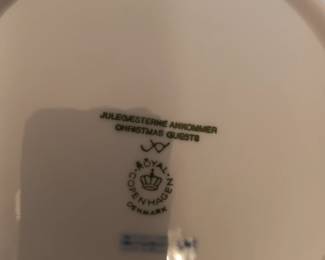 JULEGÆSTERNE ANKOMMER
CHRISTMAS GUESTS
ROYAL
COPENHAGEN
DENMARK